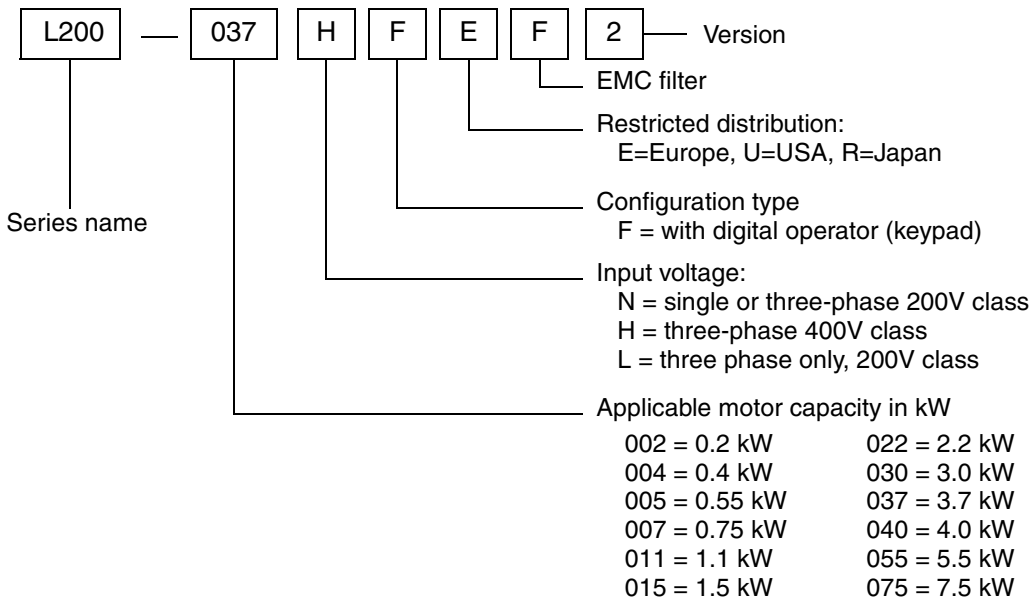 L200 — 037 H F E F 2 Version
EMC filter
Restricted distribution:
E=Europe, U=USA, R=Japan
Series name
Configuration type
F = with digital operator (keypad)
Input voltage:
N = single or three-phase 200V class
H = three-phase 400V class
L = three phase only, 200V class
Applicable motor capacity in kW
002 = 0.2 kW 022 = 2.2 kW
004 = 0.4 kW 030 = 3.0 kW
005 = 0.55 kW 037 = 3.7 kW
007 = 0.75 kW 040 = 4.0 kW
011 = 1.1 kW 055 = 5.5 kW
015 = 1.5 kW 075 = 7.5 kW